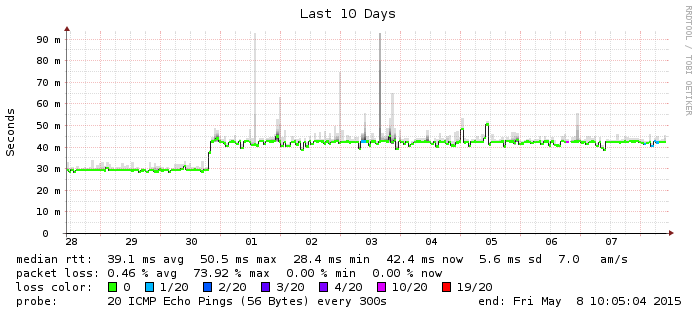 Last 10 Days
RRDTOOL / TOBI OETIKER
Seconds
90 m
80 m
70 m
60 m
50 m
40 m
30 m
20 m
10 m
0
28 29 30 01 02 03 04 05 06 07
median rtt: 39.1 ms avg 50.5 ms max 28.4 ms min 42.4 ms now 5.6 ms sd 7.0 am/s
packet loss: 0.46 % avg 73.92 % max 0.00 % min 0.00 % now
loss color: 0 1/20 2/20 3/20 4/20 10/20 19/20
probe: 20 ICMP Echo Pings (56 Bytes) every 300s end: Fri May 8 10:05:04 2015